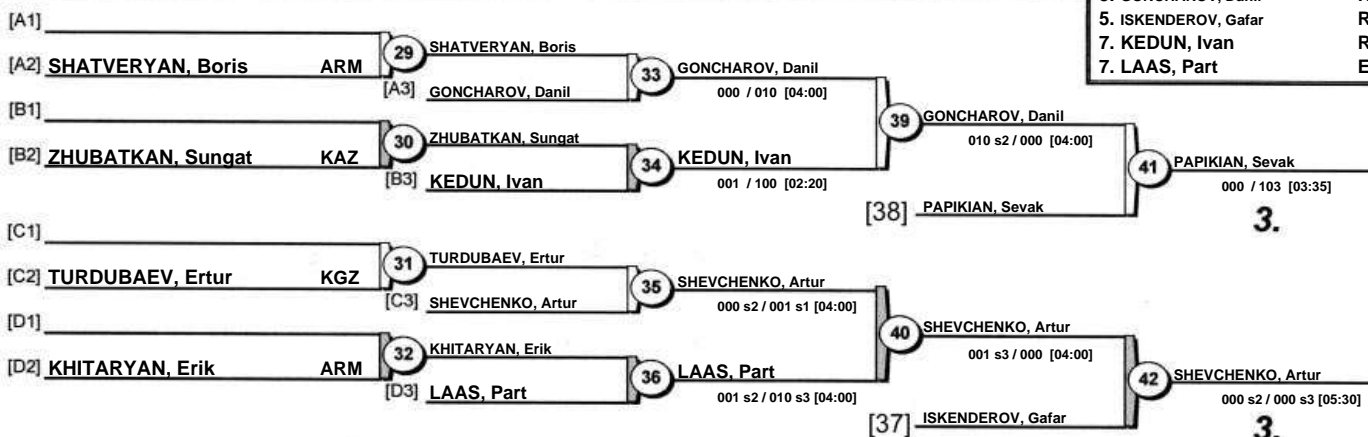 5. ISKENDEROV, Gafar R
7. KEDUN, Ivan R
7. LAAS, Part E
[A1]
[A2] SHATVERYAN, Boris ARM
29
SHATVERYAN, Boris
[A3] GONCHAROV, Danil
33
GONCHAROV, Danil
000 / 010 [04:00]
[B1]
[B2] ZHUBATKAN, Sungat KAZ
30
ZHUBATKAN, Sungat
[B3] KEDUN, Ivan
34
KEDUN, Ivan
001 / 100 [02:20]
39
GONCHAROV, Danil
010 s2 / 000 [04:00]
[38] PAPIKIAN, Sevak
41
PAPIKIAN, Sevak
000 / 103 [03:35]
3.
[C1]
[C2] TURDUBAEV, Ertur KGZ
31
TURDUBAEV, Ertur
[C3] SHEVCHENKO, Artur
35
SHEVCHENKO, Artur
000 s2 / 001 s1 [04:00]
[D1]
[D2] KHITARYAN, Erik ARM
32
KHITARYAN, Erik
[D3] LAAS, Part
36
LAAS, Part
001 s2 / 010 s3 [04:00]
40
SHEVCHENKO, Artur
001 s3 / 000 [04:00]
[37] ISKENDEROV, Gafar
42
SHEVCHENKO, Artur
000 s2 / 000 s3 [05:30]
3.